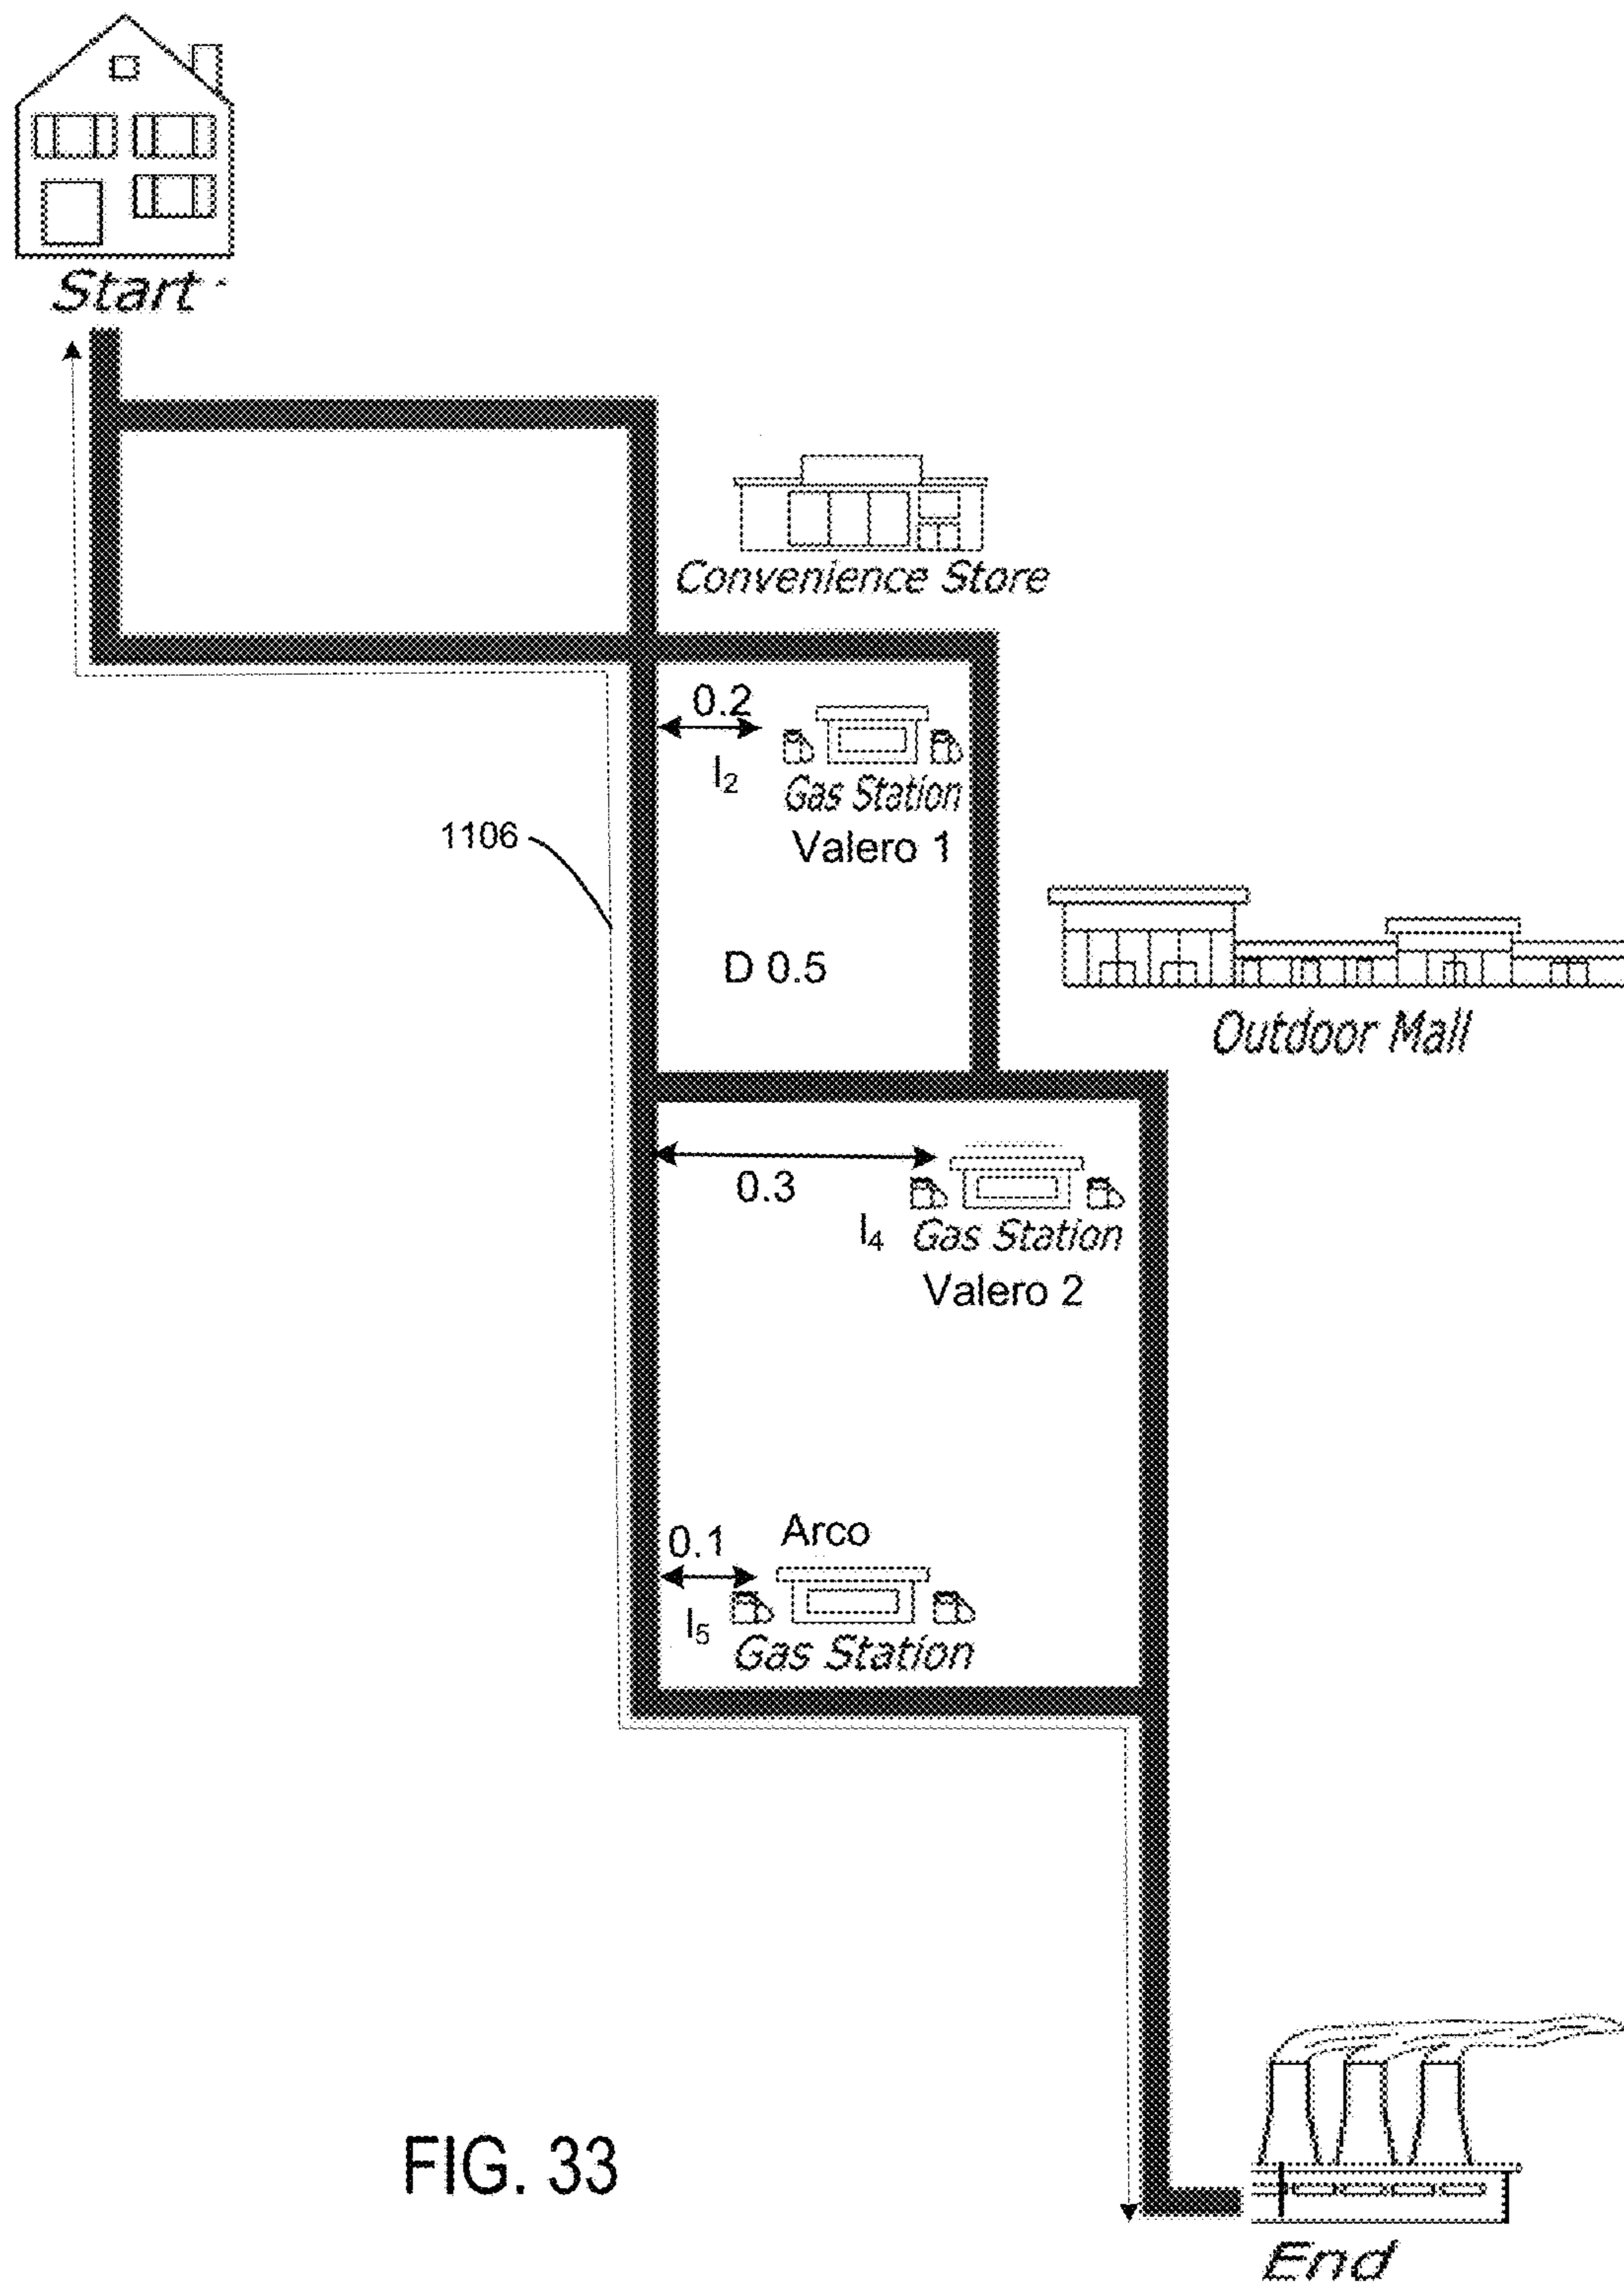 Start
Convenience Store
0.2
I2
Gas Station
Valero 1
1106
D 0.5
Outdoor Mall
0.3
I4
Gas Station
Valero 2
Arco
0.1
I5
Gas Station
FIG. 33
End